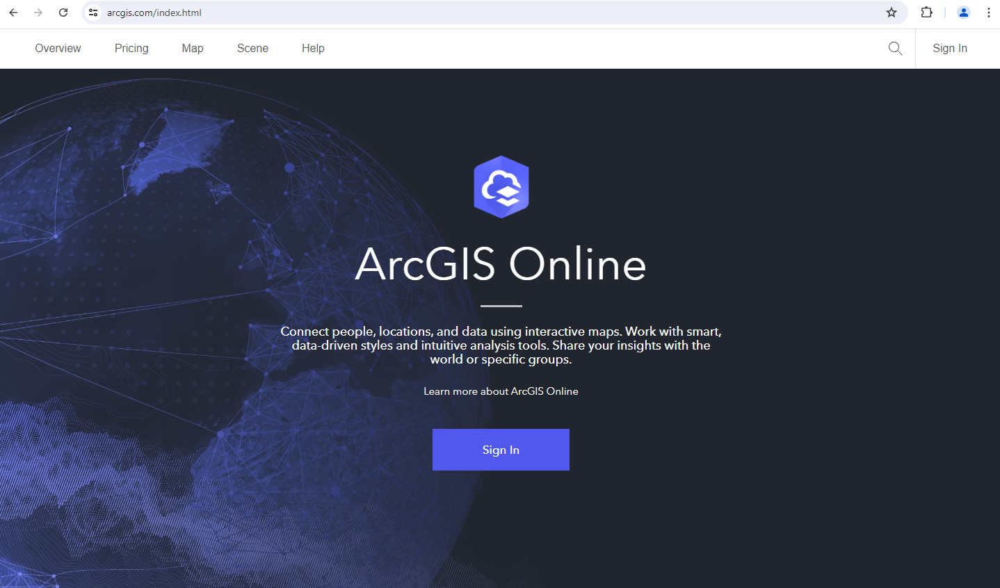 arcgis.com/index.html
Overview Pricing Map Scene Help Sign In
ArcGIS Online
Connect people, locations, and data using interactive maps. Work with smart,
data-driven styles and intuitive analysis tools. Share your insights with the
world or specific groups.
Learn more about ArcGIS Online
Sign In